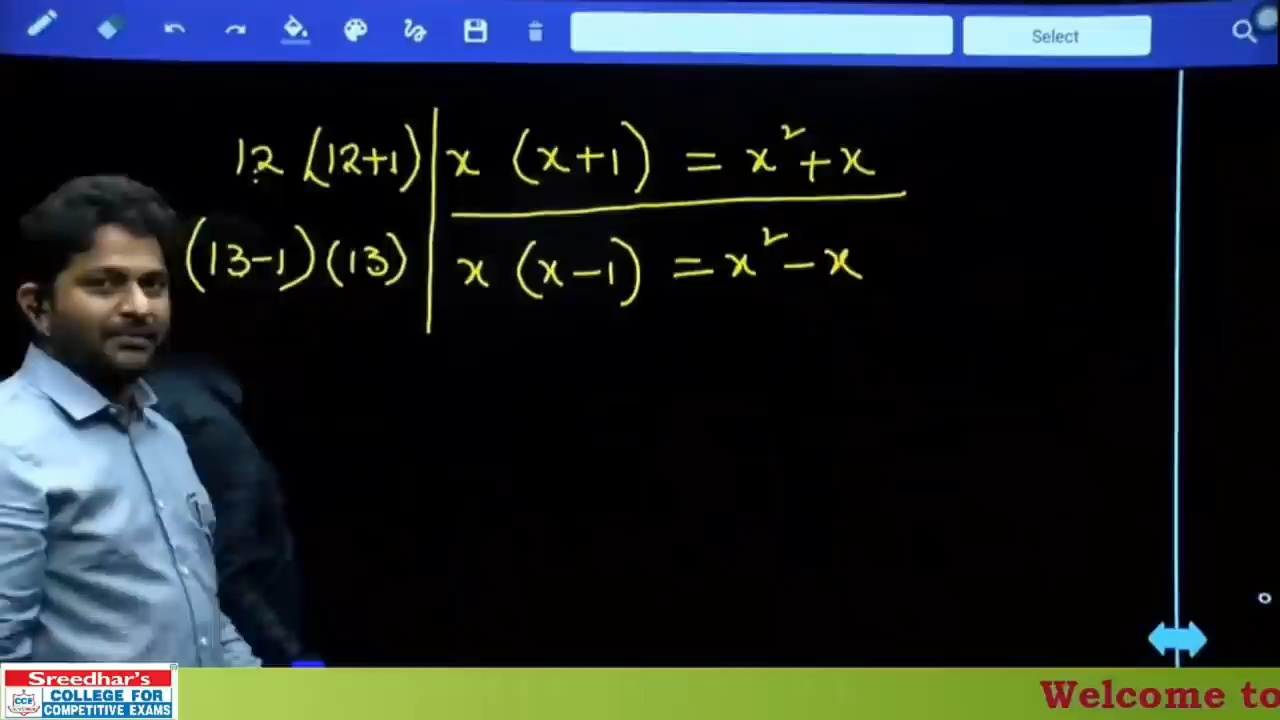 Select
12 (12+1) | x (x+1) = x²+x
(13-1)(13) | x (x-1) = x²-x
Sreedhar's
CCE
COLLEGE FOR
COMPETITIVE EXAMS
Welcome to